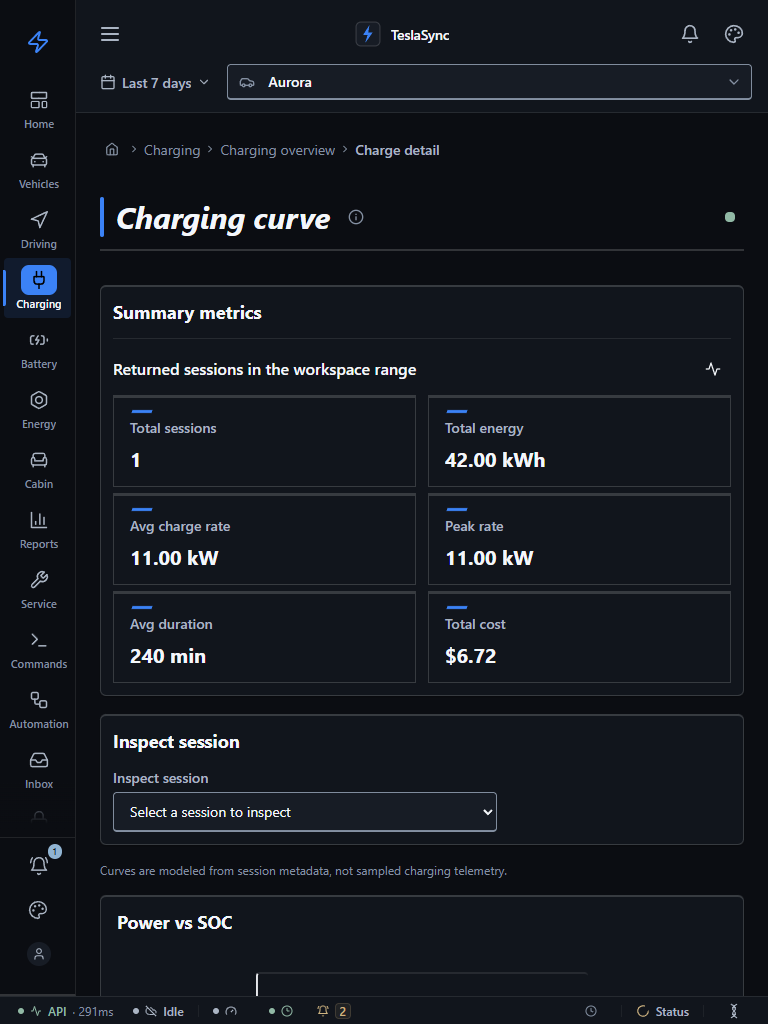 TeslaSync
Last 7 days
Aurora
Home
Vehicles
Driving
Charging
Battery
Energy
Cabin
Reports
Service
Commands
Automation
Inbox
1
Charging > Charging overview > Charge detail
Charging curve
Summary metrics
Returned sessions in the workspace range
Total sessions
1
Total energy
42.00 kWh
Avg charge rate
11.00 kW
Peak rate
11.00 kW
Avg duration
240 min
Total cost
$6.72
Inspect session
Inspect session
Select a session to inspect
Curves are modeled from session metadata, not sampled charging telemetry.
Power vs SOC
API · 291ms
Idle
2
Status